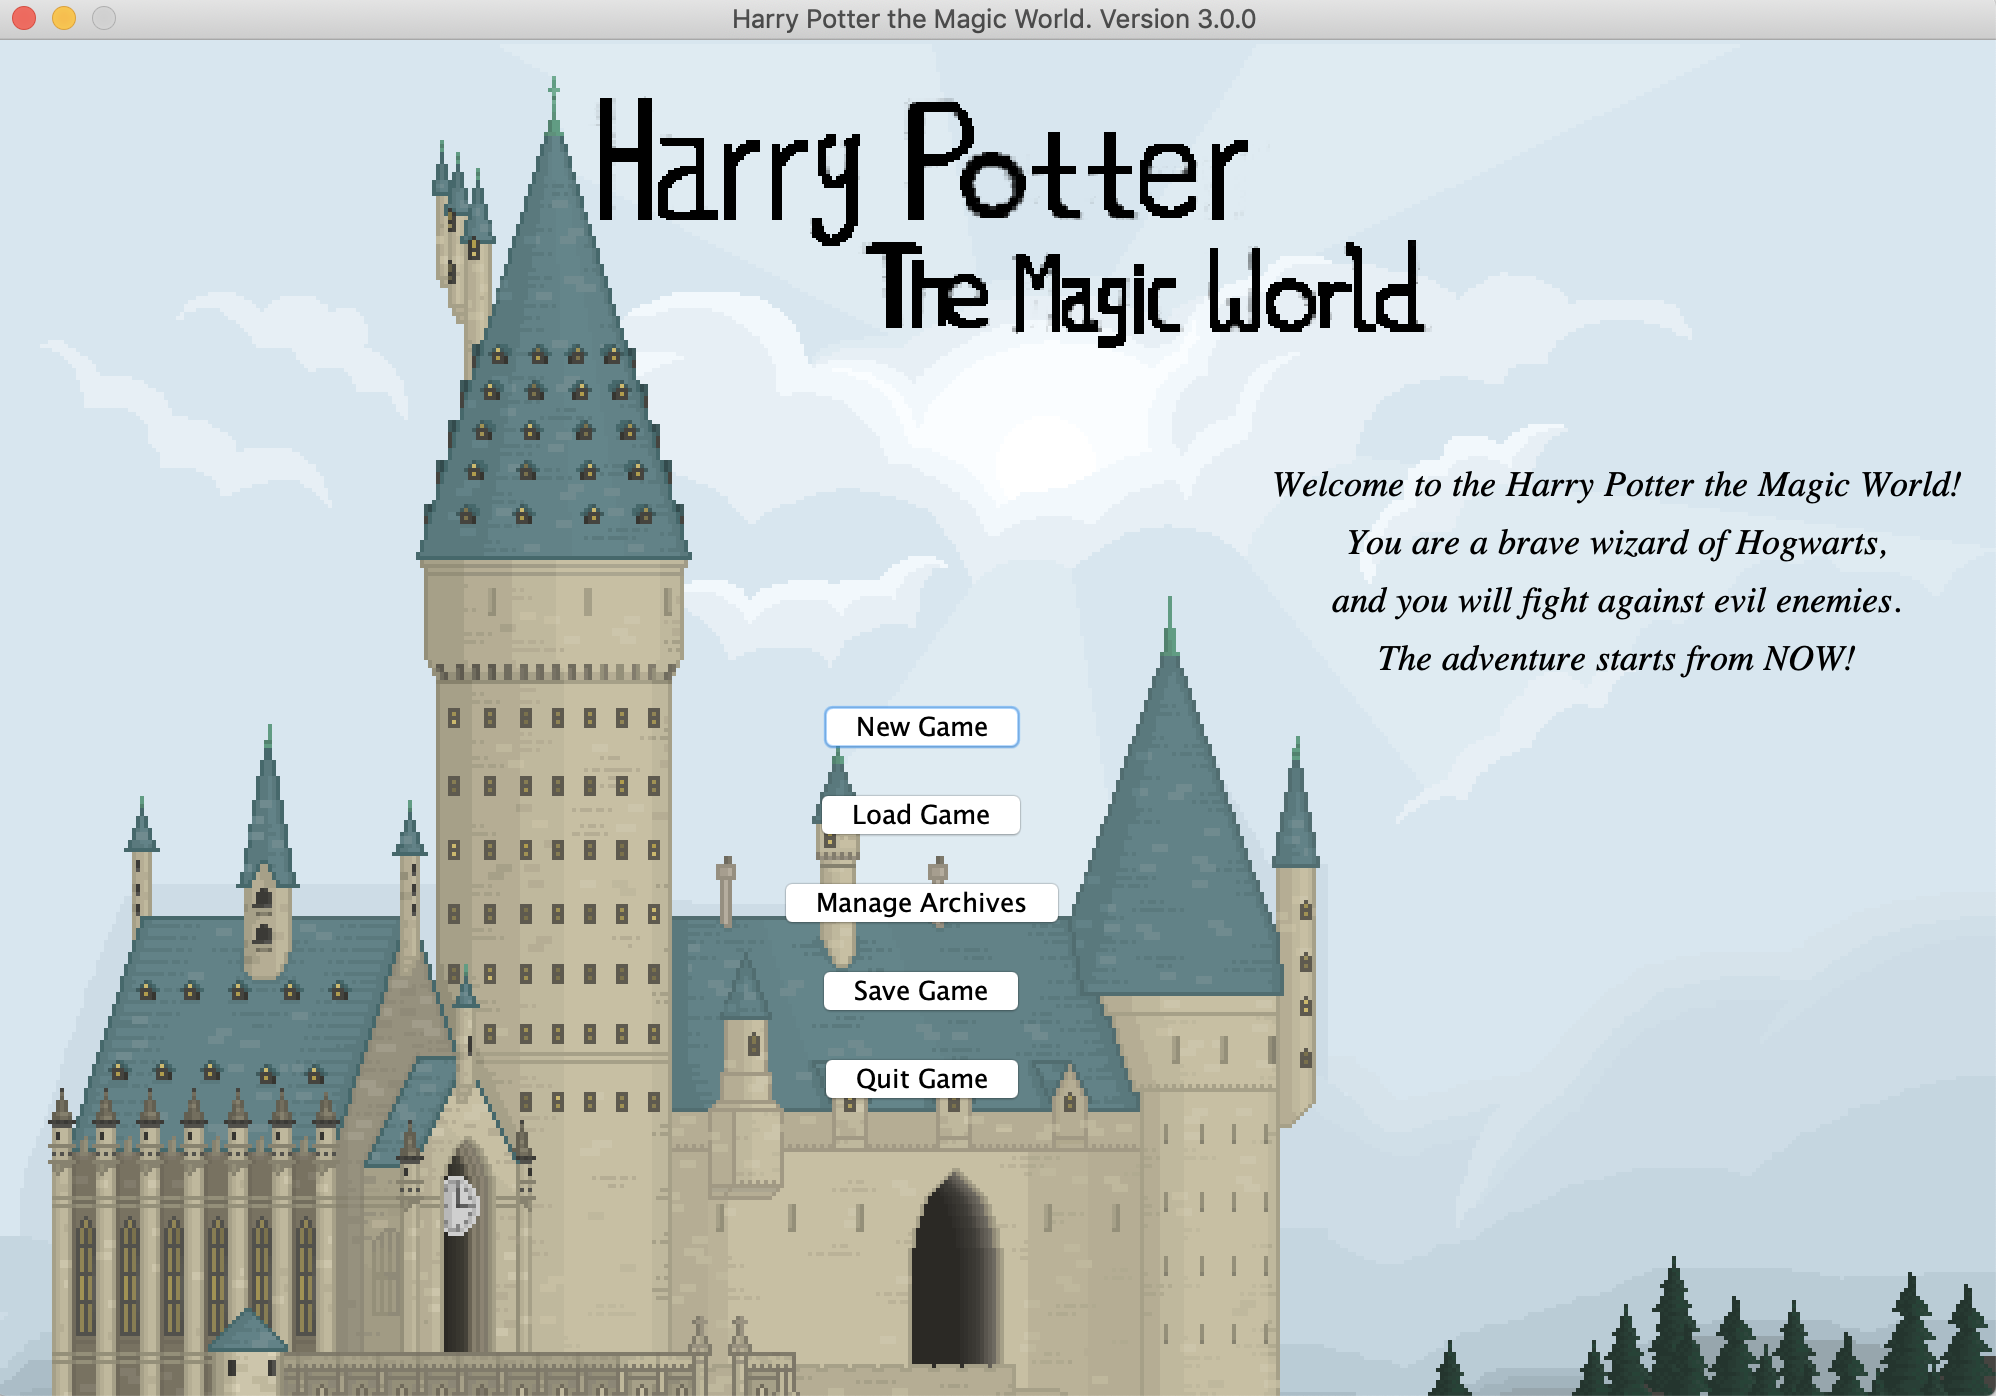 Harry Potter the Magic World. Version 3.0.0
Harry Potter
The Magic World
Welcome to the Harry Potter the Magic World!
You are a brave wizard of Hogwarts,
and you will fight against evil enemies.
The adventure starts from NOW!
New Game
Load Game
Manage Archives
Save Game
Quit Game